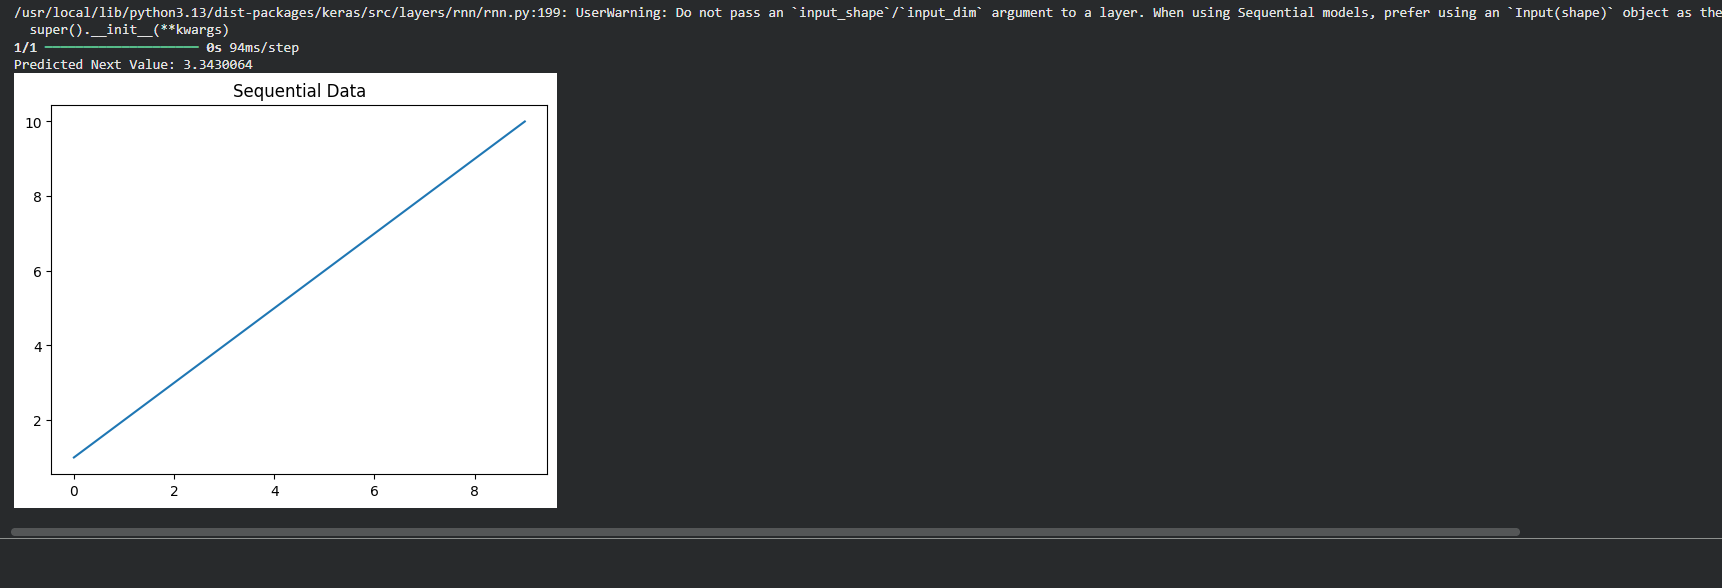 /usr/local/lib/python3.13/dist-packages/keras/src/layers/rnn/rnn.py:199: UserWarning: Do not pass an `input_shape`/`input_dim` argument to a layer. When using Sequential models, prefer using an `Input(shape)` object as the
super().__init__(**kwargs)
1/1 ━━━━━━━━━━━━━━━━━━━━ 0s 94ms/step
Predicted Next Value: 3.3430064
Sequential Data
10
8
6
4
2
0 2 4 6 8